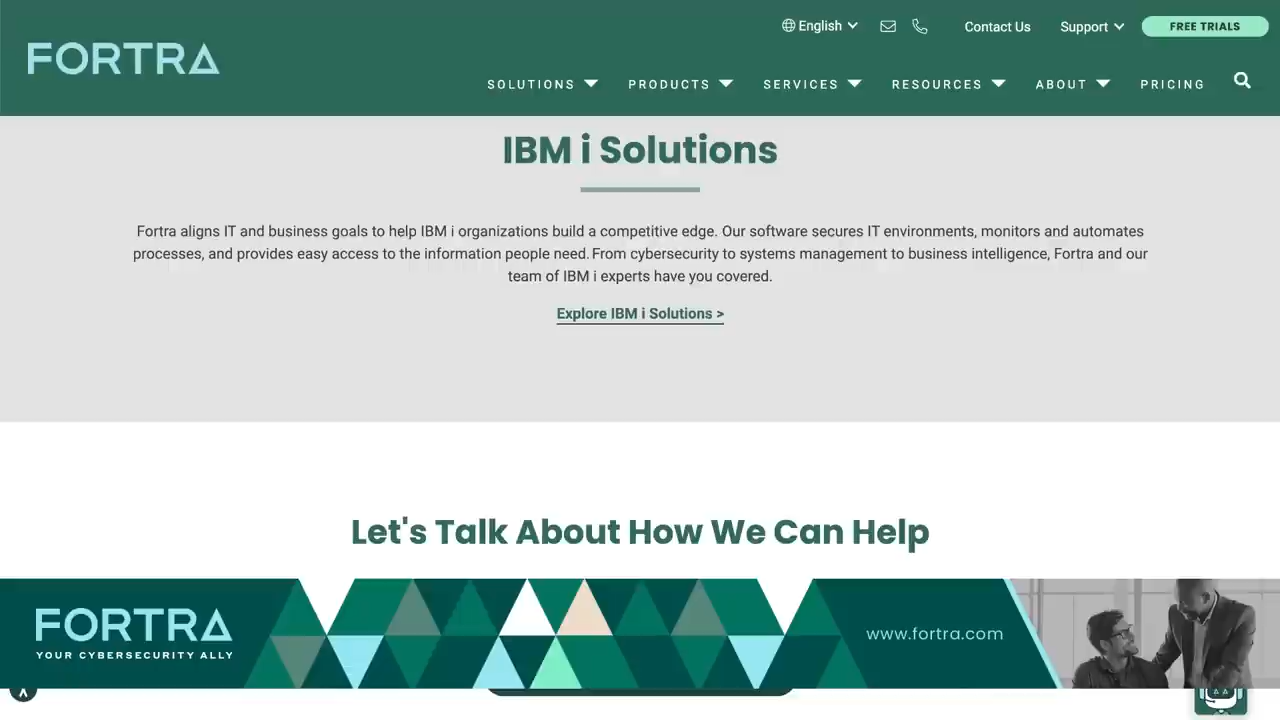 English
Contact Us
Support
FREE TRIALS
FORTRA
SOLUTIONS
PRODUCTS
SERVICES
RESOURCES
ABOUT
PRICING
IBM i Solutions
Fortra aligns IT and business goals to help IBM i organizations build a competitive edge. Our software secures IT environments, monitors and automates
processes, and provides easy access to the information people need. From cybersecurity to systems management to business intelligence, Fortra and our
team of IBM i experts have you covered.
Explore IBM i Solutions >
Let's Talk About How We Can Help
FORTRA
YOUR CYBERSECURITY ALLY
www.fortra.com